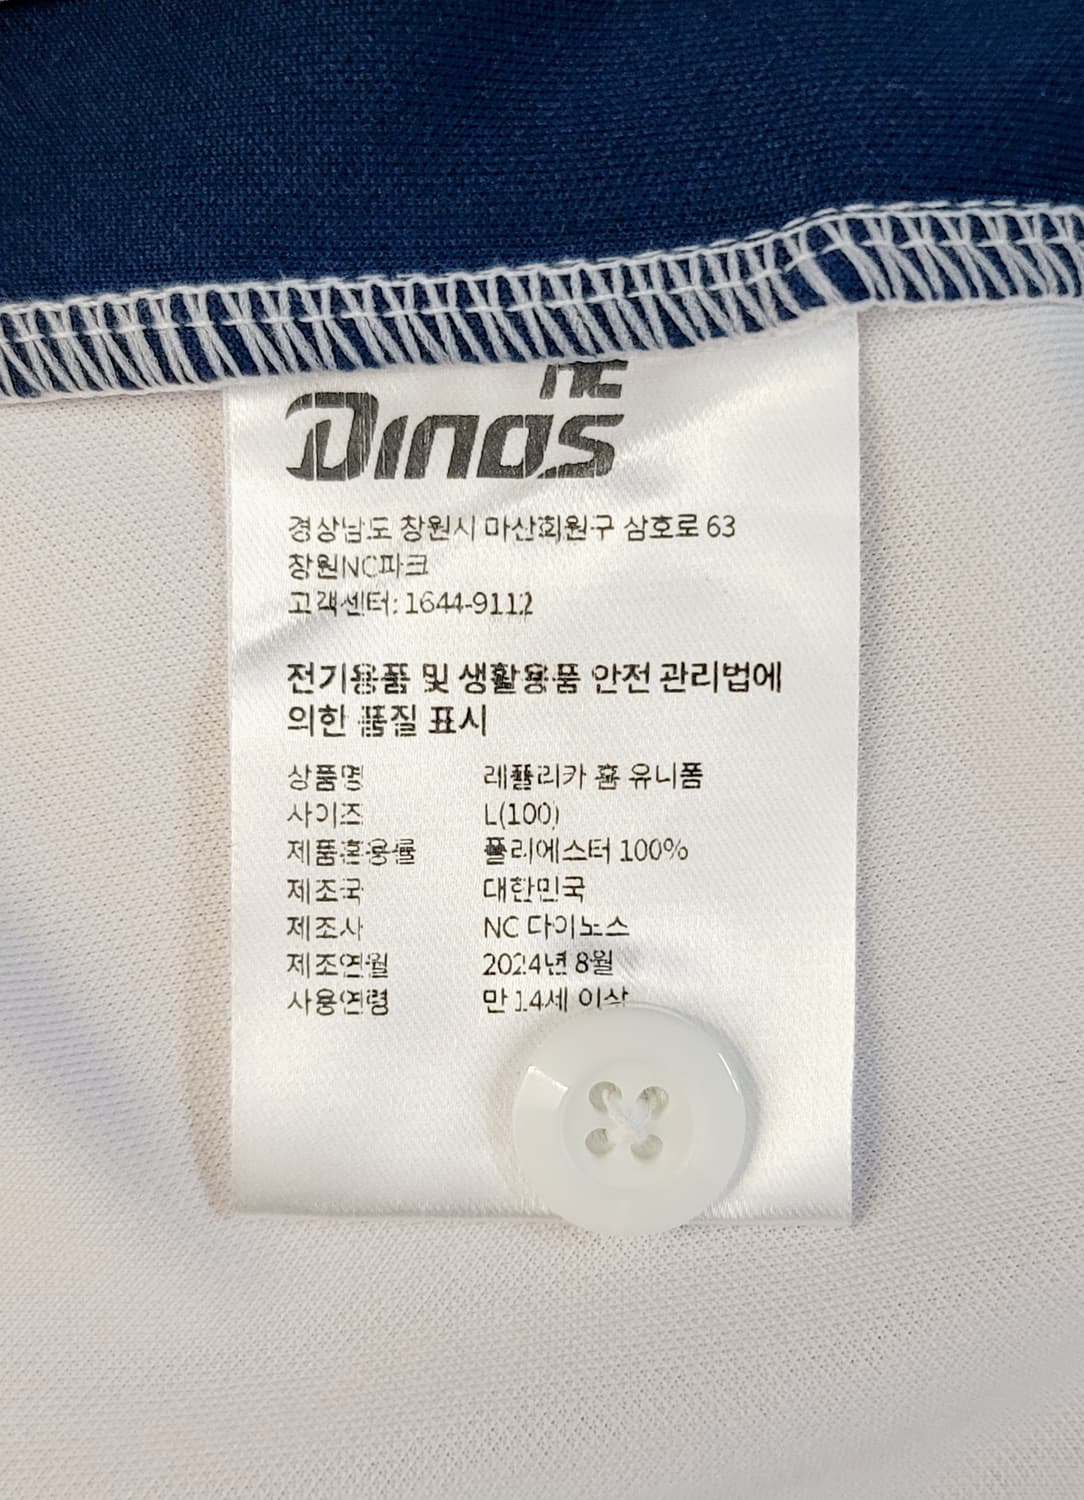 NC
Dinos
경상남도 창원시 마산회원구 삼호로 63
창원NC파크
고객센터: 1644-9112
전기용품 및 생활용품 안전 관리법에
의한 품질 표시
상품명 레플리카 홈 유니폼
사이즈 L(100)
제품혼용률 폴리에스터 100%
제조국 대한민국
제조사 NC 다이노스
제조연월 2024년 8월
사용연령 만 14세 이상